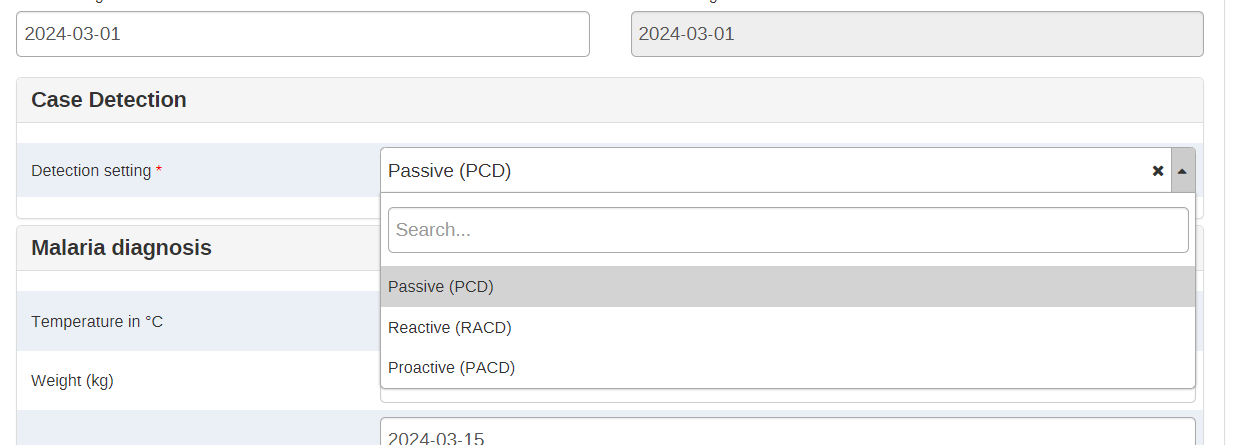 2024-03-01
2024-03-01
Case Detection
Detection setting *
Passive (PCD)
Search...
Passive (PCD)
Reactive (RACD)
Proactive (PACD)
Malaria diagnosis
Temperature in °C
Weight (kg)
2024-03-15